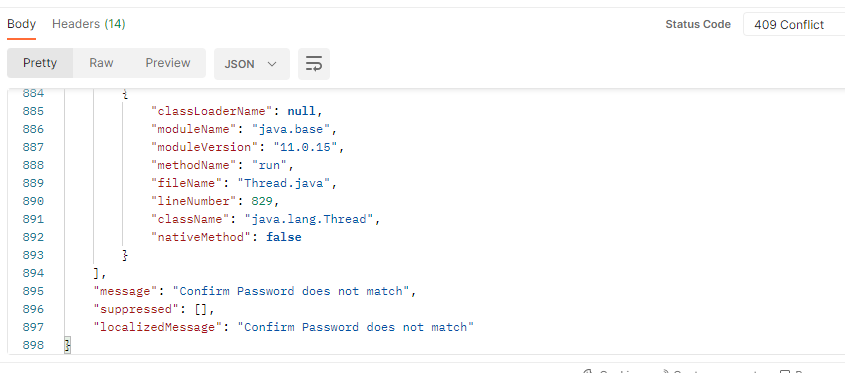 Body Headers (14) Status Code 409 Conflict
Pretty Raw Preview JSON
884 {
885 "classLoaderName": null,
886 "moduleName": "java.base",
887 "moduleVersion": "11.0.15",
888 "methodName": "run",
889 "fileName": "Thread.java",
890 "lineNumber": 829,
891 "className": "java.lang.Thread",
892 "nativeMethod": false
893 }
894 ],
895 "message": "Confirm Password does not match",
896 "suppressed": [],
897 "localizedMessage": "Confirm Password does not match"
898 }